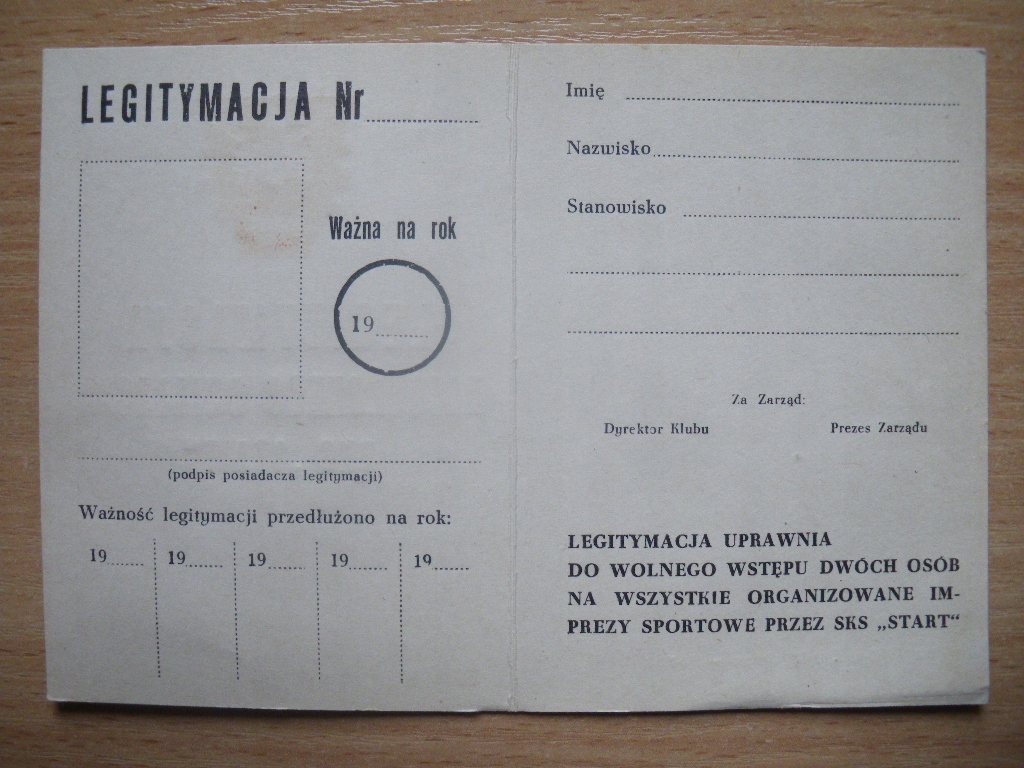 LEGITYMACJA Nr
Ważna na rok
19
(podpis posiadacza legitymacji)
Ważność legitymacji przedłużono na rok:
19 19 19 19 19
Imię
Nazwisko
Stanowisko
Za Zarząd:
Dyrektor Klubu Prezes Zarządu
LEGITYMACJA UPRAWNIA
DO WOLNEGO WSTĘPU DWÓCH OSÓB
NA WSZYSTKIE ORGANIZOWANE IM-
PREZY SPORTOWE PRZEZ SKS „START“